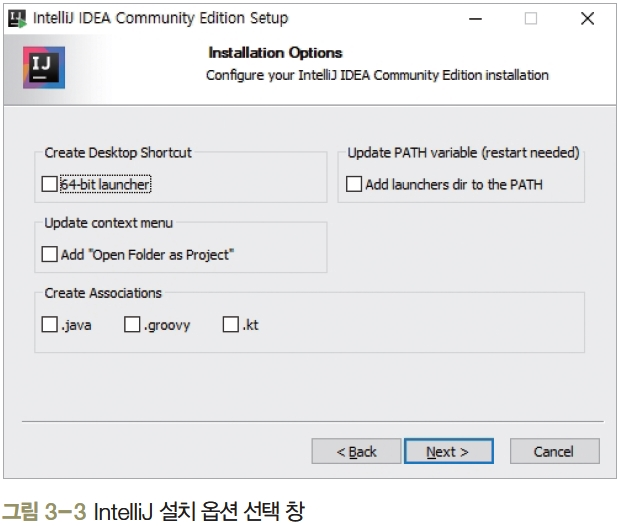 IntelliJ IDEA Community Edition Setup
IJ
Installation Options
Configure your IntelliJ IDEA Community Edition installation
Create Desktop Shortcut
64-bit launcher
Update PATH variable (restart needed)
Add launchers dir to the PATH
Update context menu
Add "Open Folder as Project"
Create Associations
.java .groovy .kt
< Back Next > Cancel
그림 3-3 IntelliJ 설치 옵션 선택 창